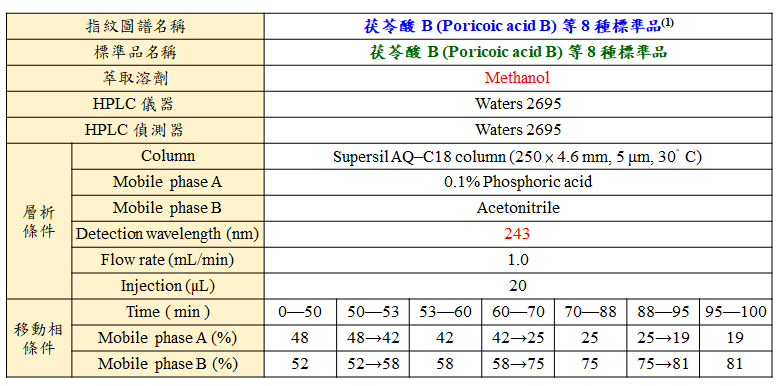 指紋圖譜名稱 茯苓酸 B (Poricoic acid B) 等 8 種標準品(1)
標準品名稱 茯苓酸 B (Poricoic acid B) 等 8 種標準品
萃取溶劑 Methanol
HPLC 儀器 Waters 2695
HPLC 偵測器 Waters 2695
層析條件 Column Supersil AQ–C18 column (250 x 4.6 mm, 5 μm, 30° C)
Mobile phase A 0.1% Phosphoric acid
Mobile phase B Acetonitrile
Detection wavelength (nm) 243
Flow rate (mL/min) 1.0
Injection (μL) 20
移動相條件 Time ( min ) 0—50 50—53 53—60 60—70 70—88 88—95 95—100
Mobile phase A (%) 48 48→42 42 42→25 25 25→19 19
Mobile phase B (%) 52 52→58 58 58→75 75 75→81 81